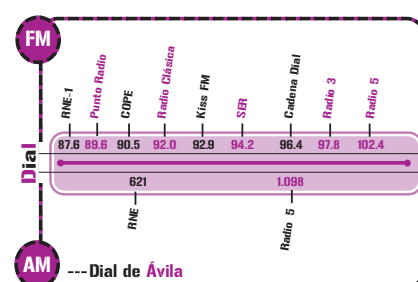 FM
RNE-1
Punto Radio
COPE
Radio Clásica
Kiss FM
SER
Cadena Dial
Radio 3
Radio 5
87.6 89.6 90.5 92.0 92.9 94.2 96.4 97.8 102.4
Dial
621 1.098
RNE
Radio 5
AM
---Dial de Ávila